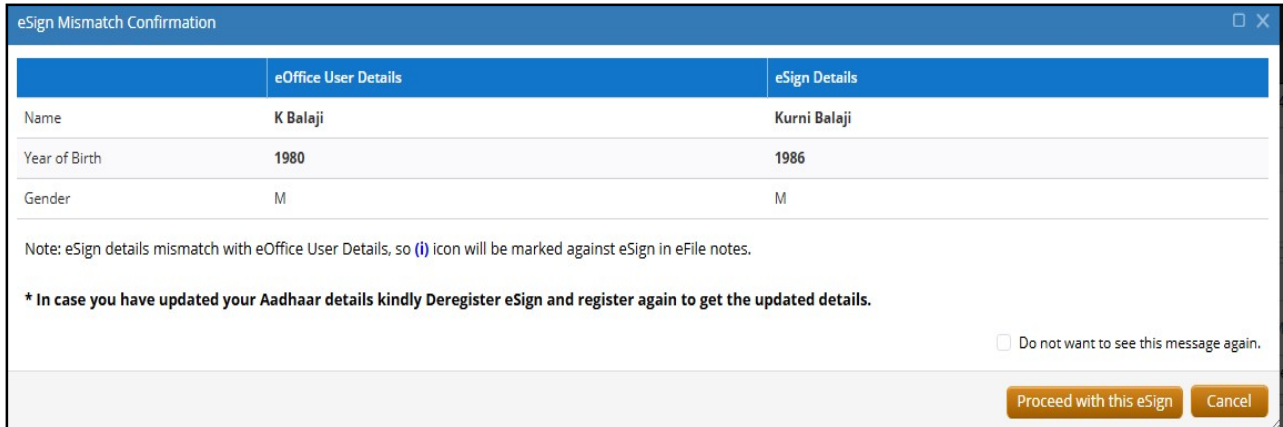 eSign Mismatch Confirmation
eOffice User Details eSign Details
Name K Balaji Kurni Balaji
Year of Birth 1980 1986
Gender M M
Note: eSign details mismatch with eOffice User Details, so (i) icon will be marked against eSign in eFile notes.
* In case you have updated your Aadhaar details kindly Deregister eSign and register again to get the updated details.
Do not want to see this message again.
Proceed with this eSign Cancel